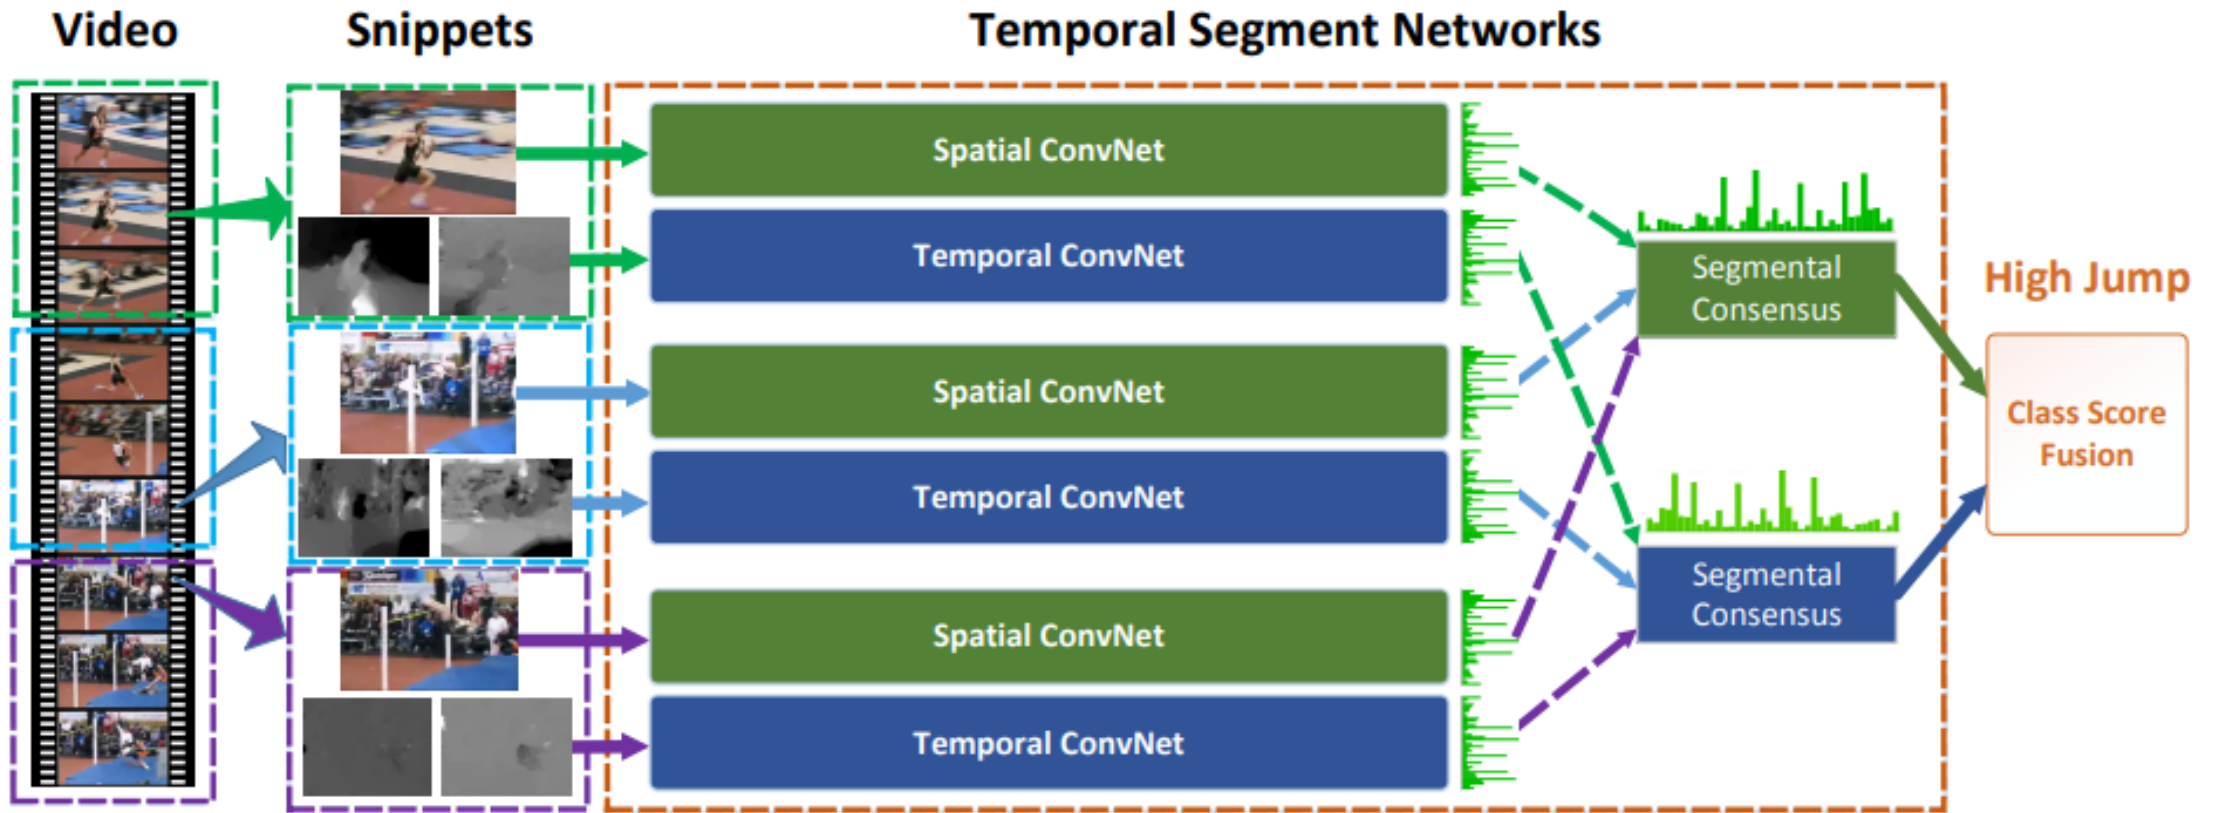 Video
Snippets
Temporal Segment Networks
Spatial ConvNet
Temporal ConvNet
Spatial ConvNet
Temporal ConvNet
Spatial ConvNet
Temporal ConvNet
Segmental
Consensus
Segmental
Consensus
High Jump
Class Score
Fusion